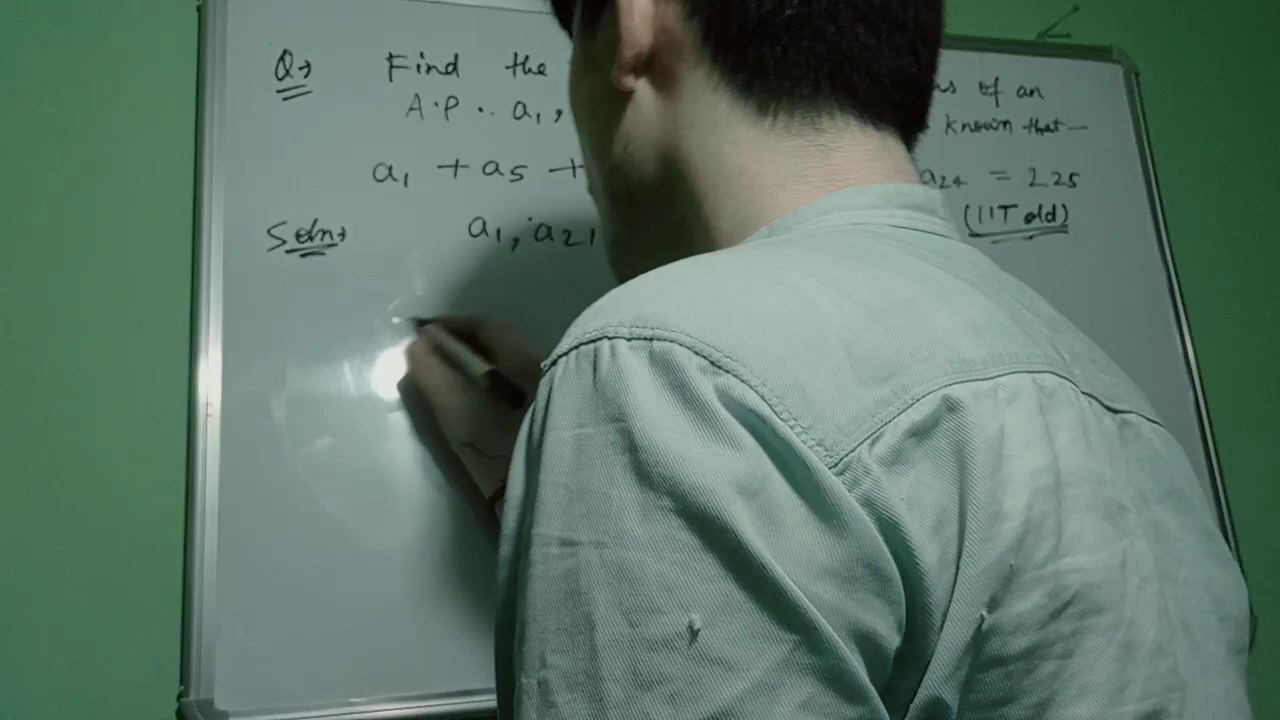 Q→ Find the of an
A.P.. a₁, known that —
a₁ + a₅ + a₂₄ = 225
(IIT old)
Soln→ a₁, a₂₁